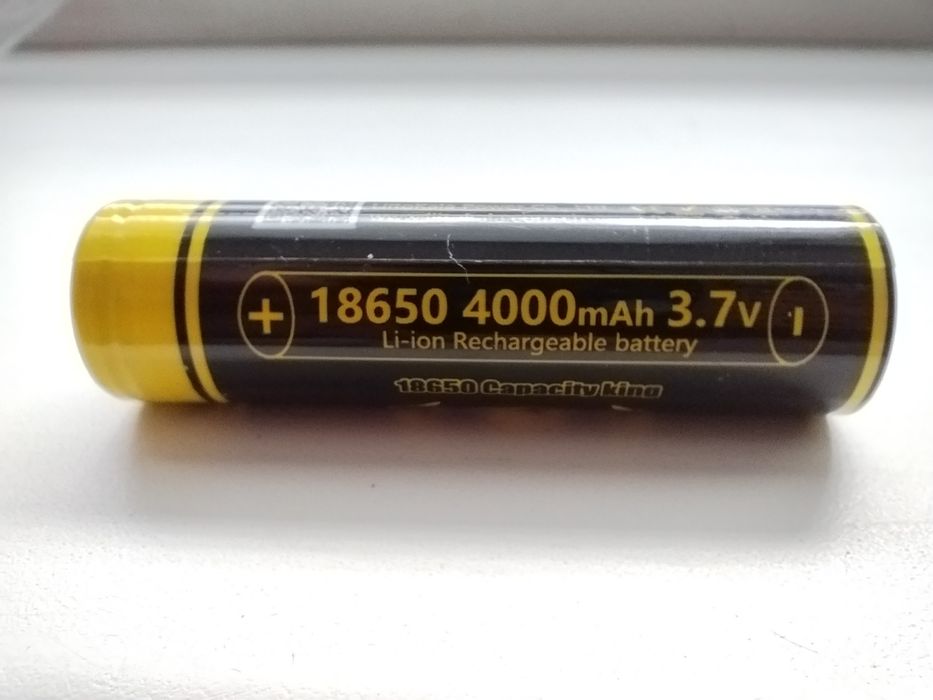 + 18650 4000mAh 3.7V -
Li-ion Rechargeable battery
18650 Capacity King